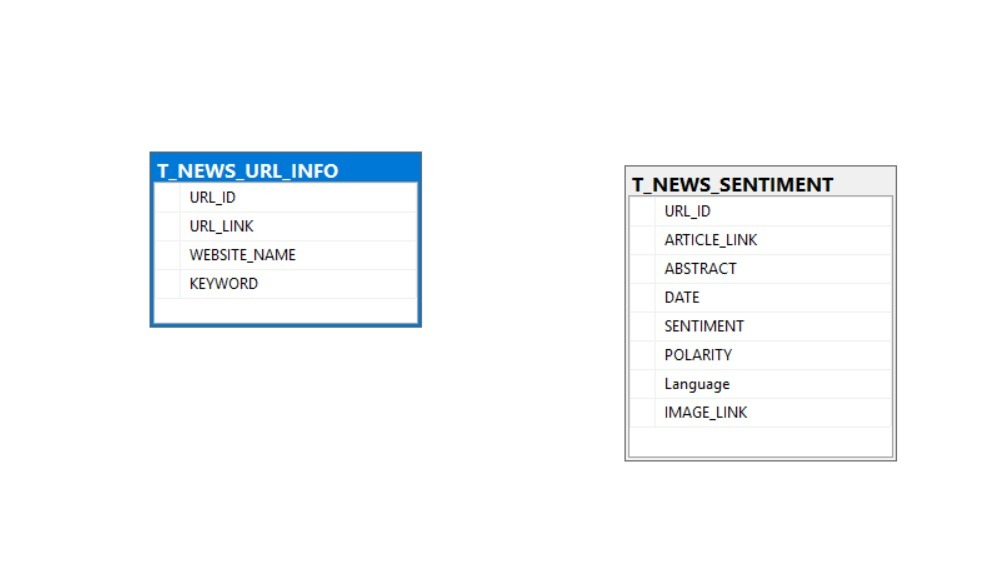 T_NEWS_URL_INFO
URL_ID
URL_LINK
WEBSITE_NAME
KEYWORD
T_NEWS_SENTIMENT
URL_ID
ARTICLE_LINK
ABSTRACT
DATE
SENTIMENT
POLARITY
Language
IMAGE_LINK